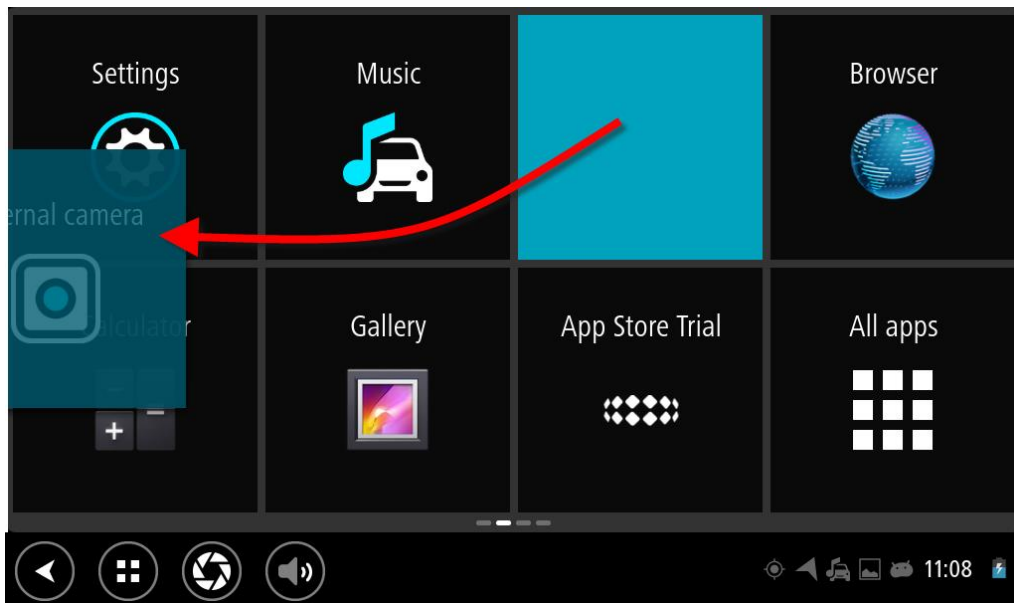 Settings
Music
Browser
ernal camera
Calculator
Gallery
App Store Trial
All apps
11:08